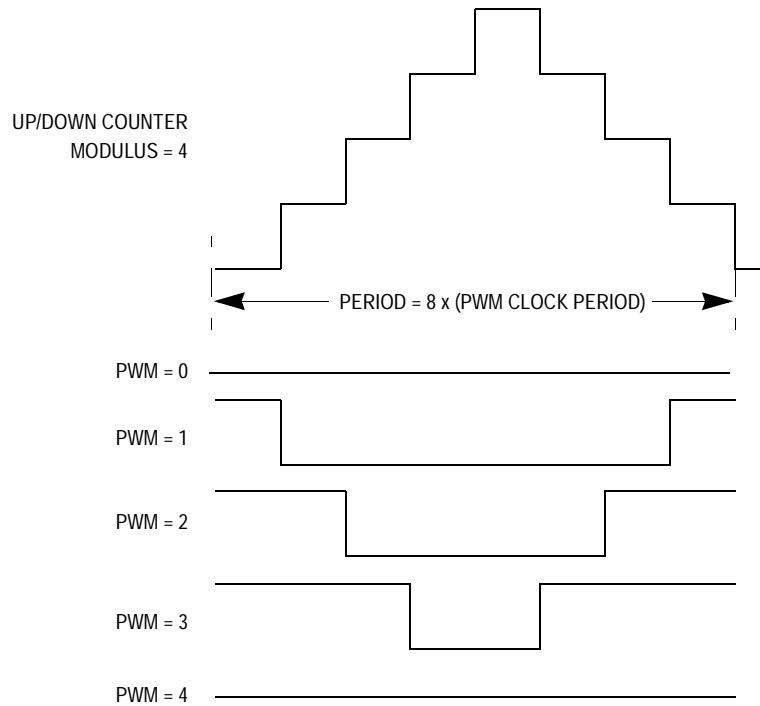 UP/DOWN COUNTER
MODULUS = 4
PERIOD = 8 x (PWM CLOCK PERIOD)
PWM = 0
PWM = 1
PWM = 2
PWM = 3
PWM = 4